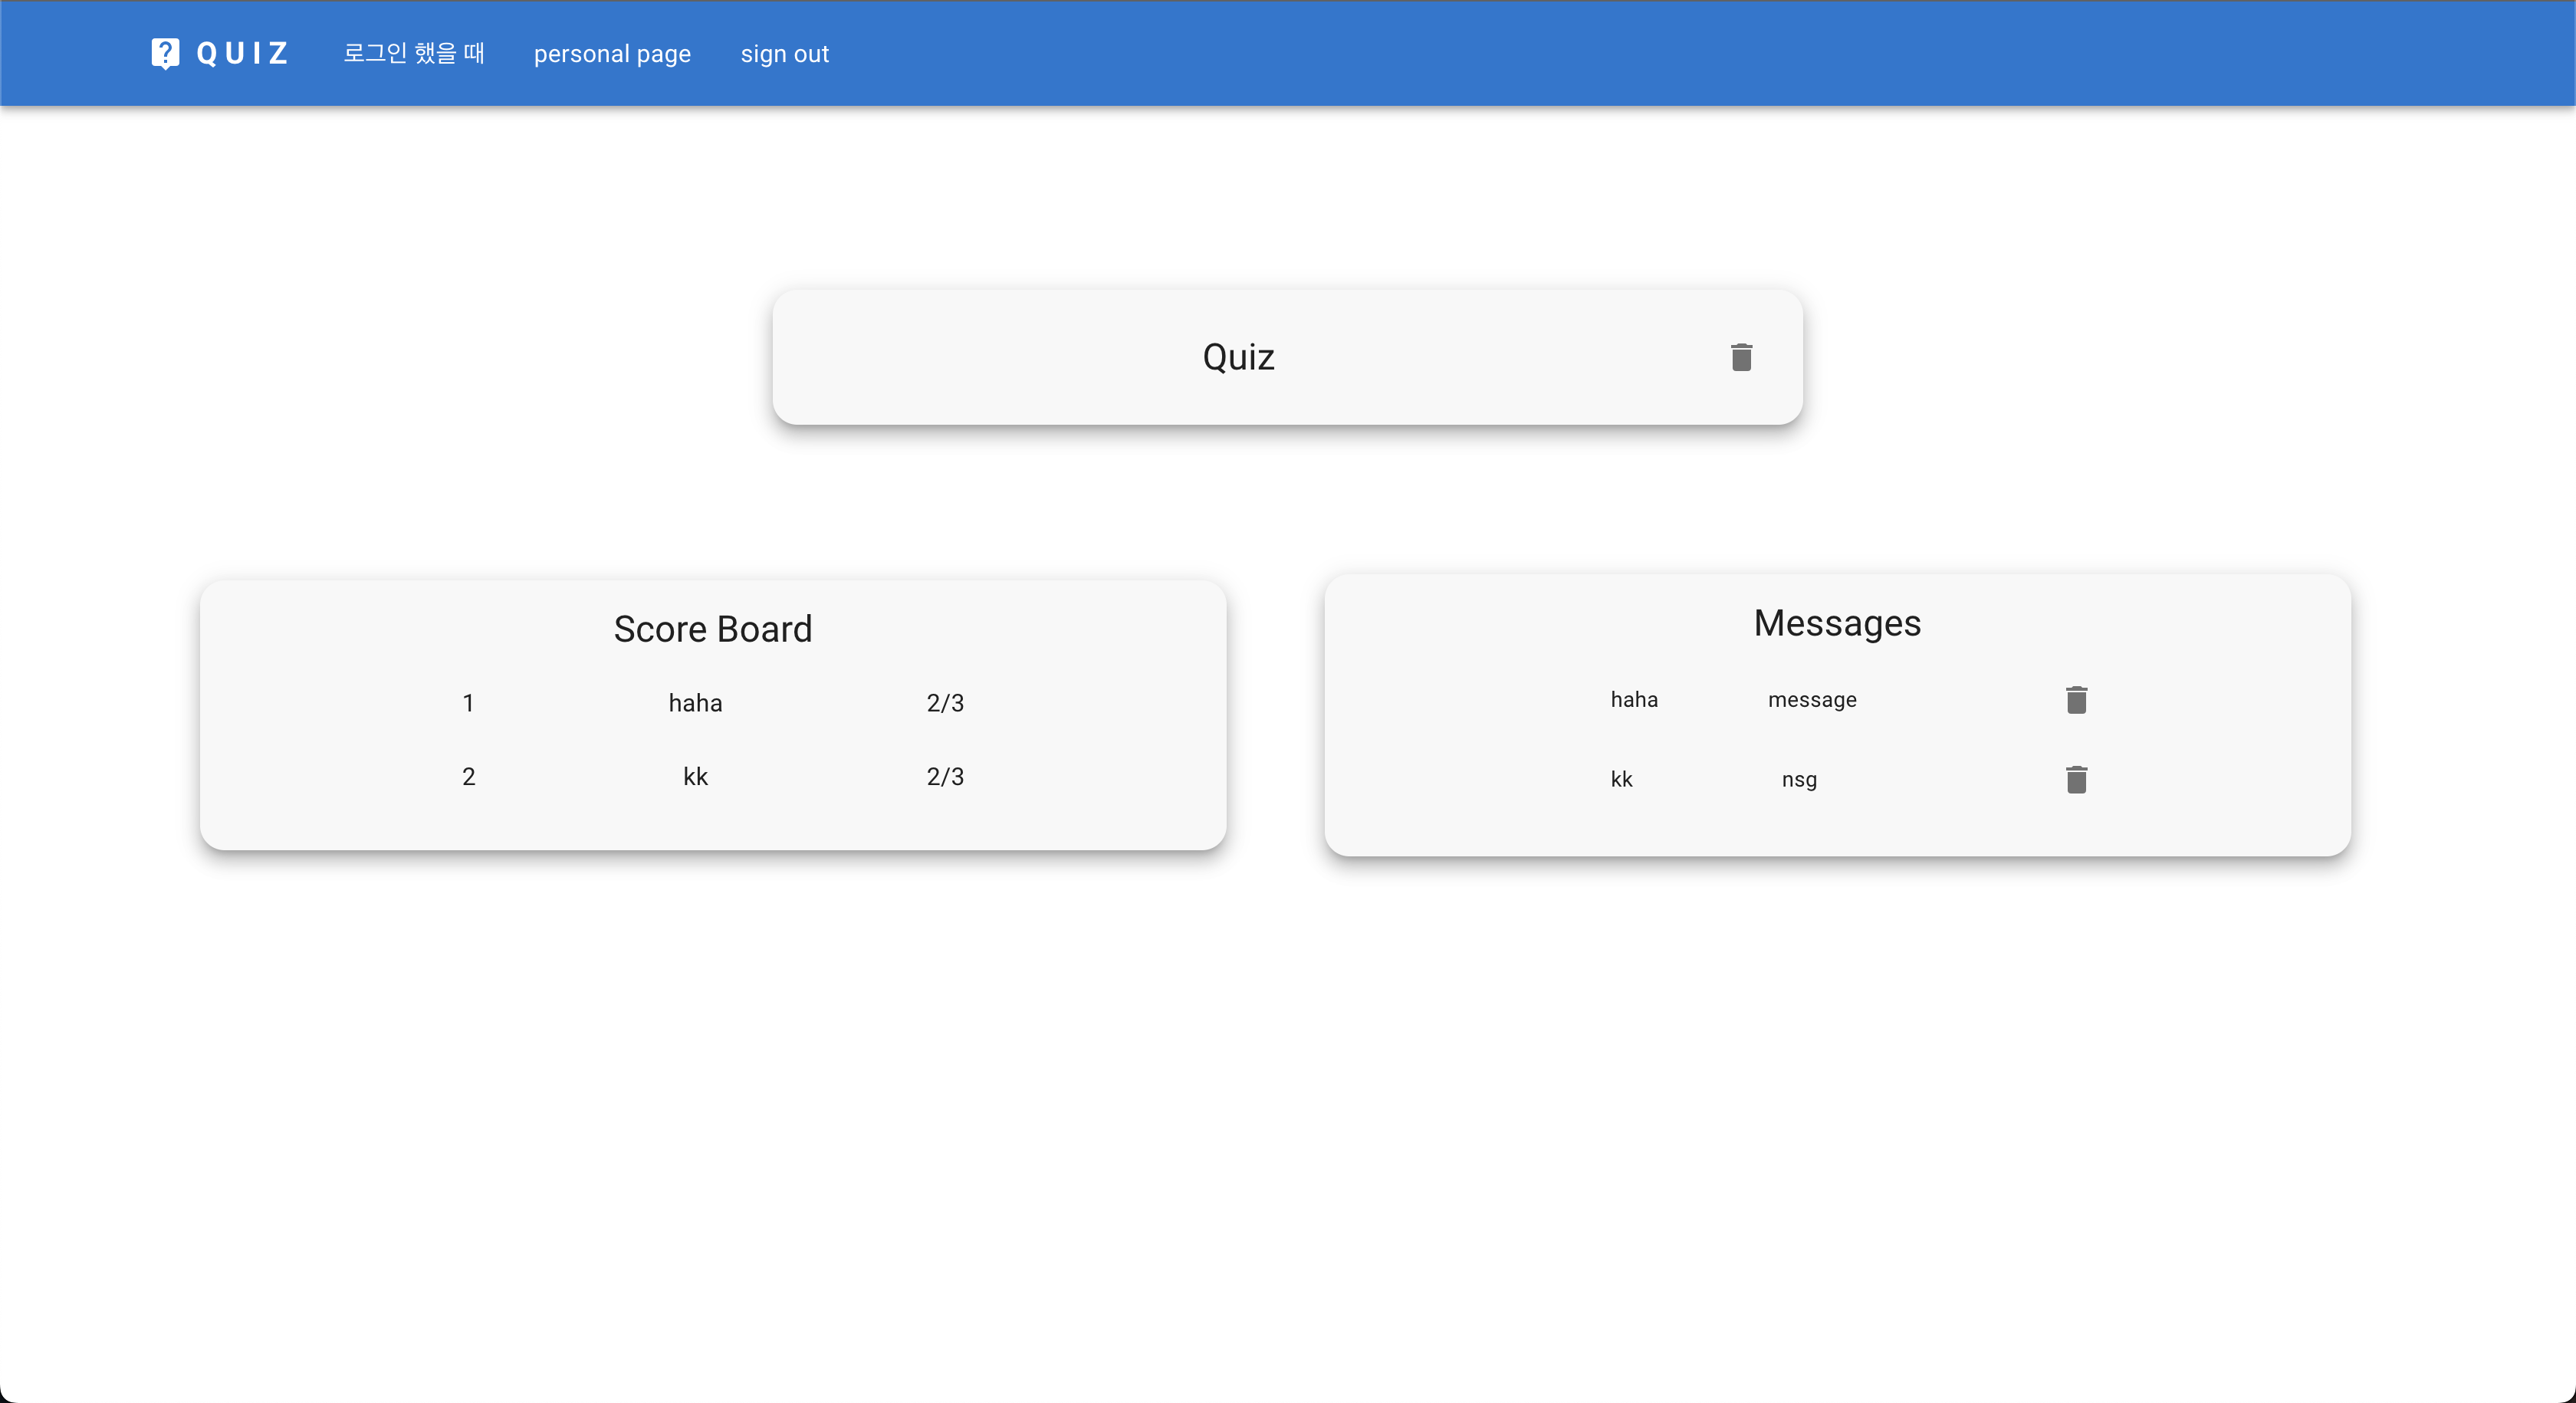 QUIZ 로그인 했을 때 personal page sign out
Quiz
Score Board
1 haha 2/3
2 kk 2/3
Messages
haha message
kk nsg